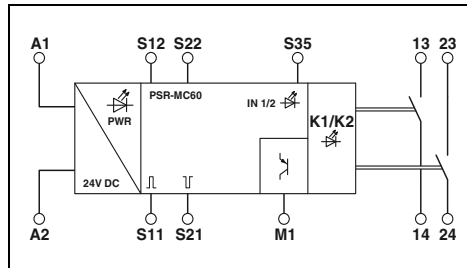 A1 S12 S22 S35 13 23
PSR-MC60
IN 1/2
PWR
K1/K2
24V DC
A2 S11 S21 M1 14 24